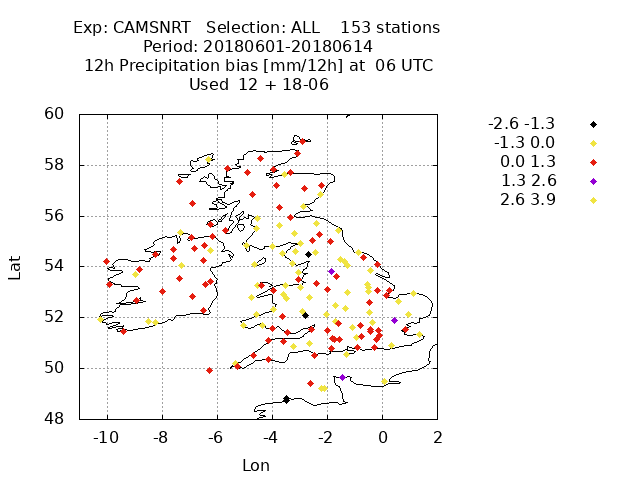 Exp: CAMSNRT Selection: ALL 153 stations
Period: 20180601-20180614
12h Precipitation bias [mm/12h] at 06 UTC
Used 12 + 18-06
-2.6 -1.3
-1.3 0.0
0.0 1.3
1.3 2.6
2.6 3.9
60
58
56
54
52
50
48
Lat
-10 -8 -6 -4 -2 0 2
Lon